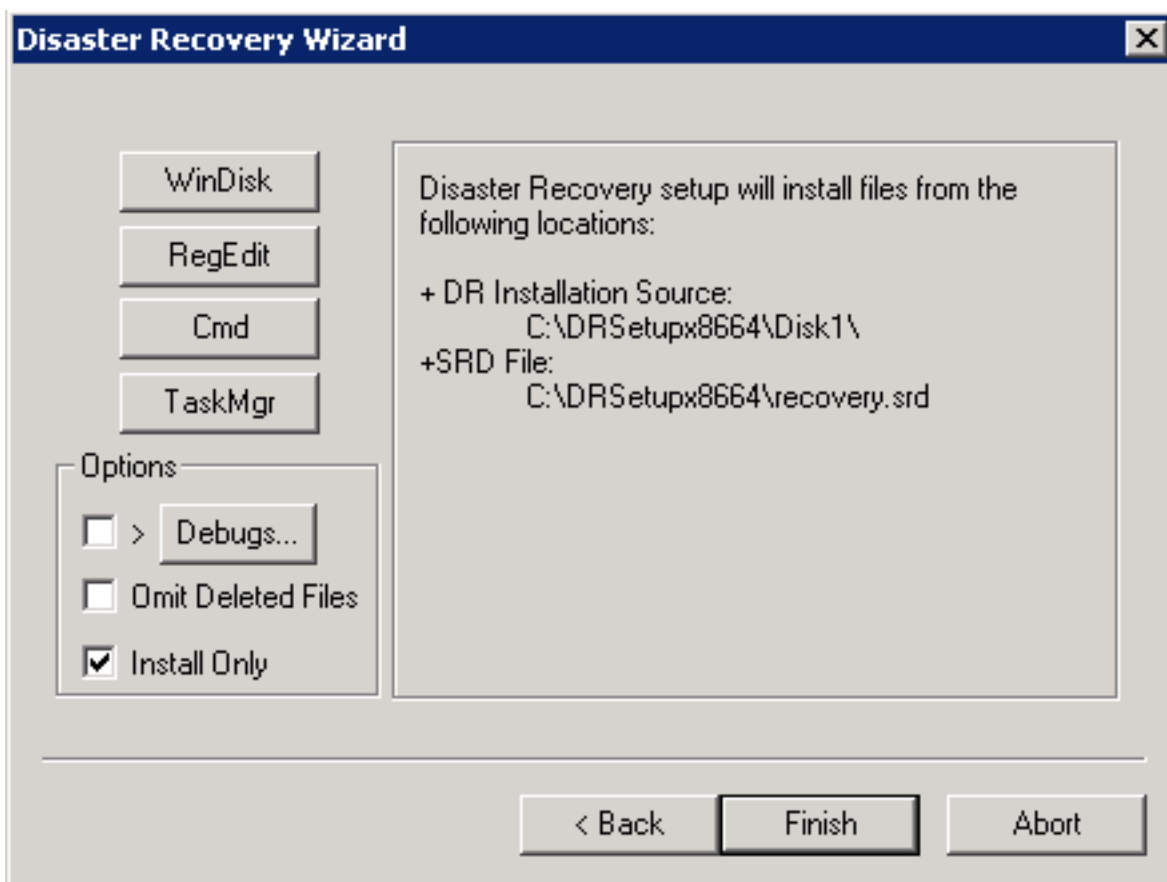 Disaster Recovery Wizard
WinDisk
RegEdit
Cmd
TaskMgr
Options
> Debugs...
Omit Deleted Files
Install Only
Disaster Recovery setup will install files from the
following locations:
+ DR Installation Source:
C:\DRSetupx8664\Disk1\
+SRD File:
C:\DRSetupx8664\recovery.srd
< Back
Finish
Abort